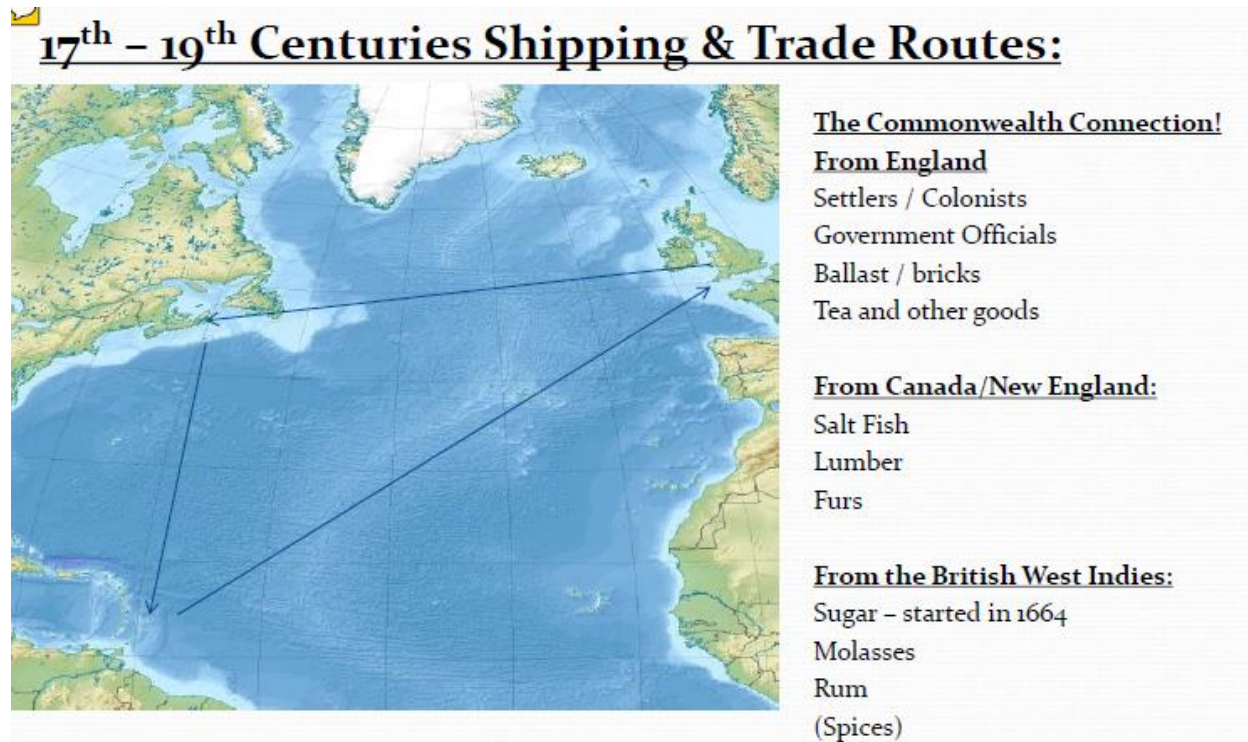 17th – 19th Centuries Shipping & Trade Routes:
The Commonwealth Connection!
From England
Settlers / Colonists
Government Officials
Ballast / bricks
Tea and other goods
From Canada/New England:
Salt Fish
Lumber
Furs
From the British West Indies:
Sugar – started in 1664
Molasses
Rum
(Spices)